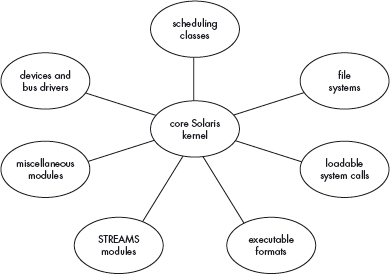 scheduling
classes
devices and
bus drivers
file
systems
core Solaris
kernel
miscellaneous
modules
loadable
system calls
STREAMS
modules
executable
formats